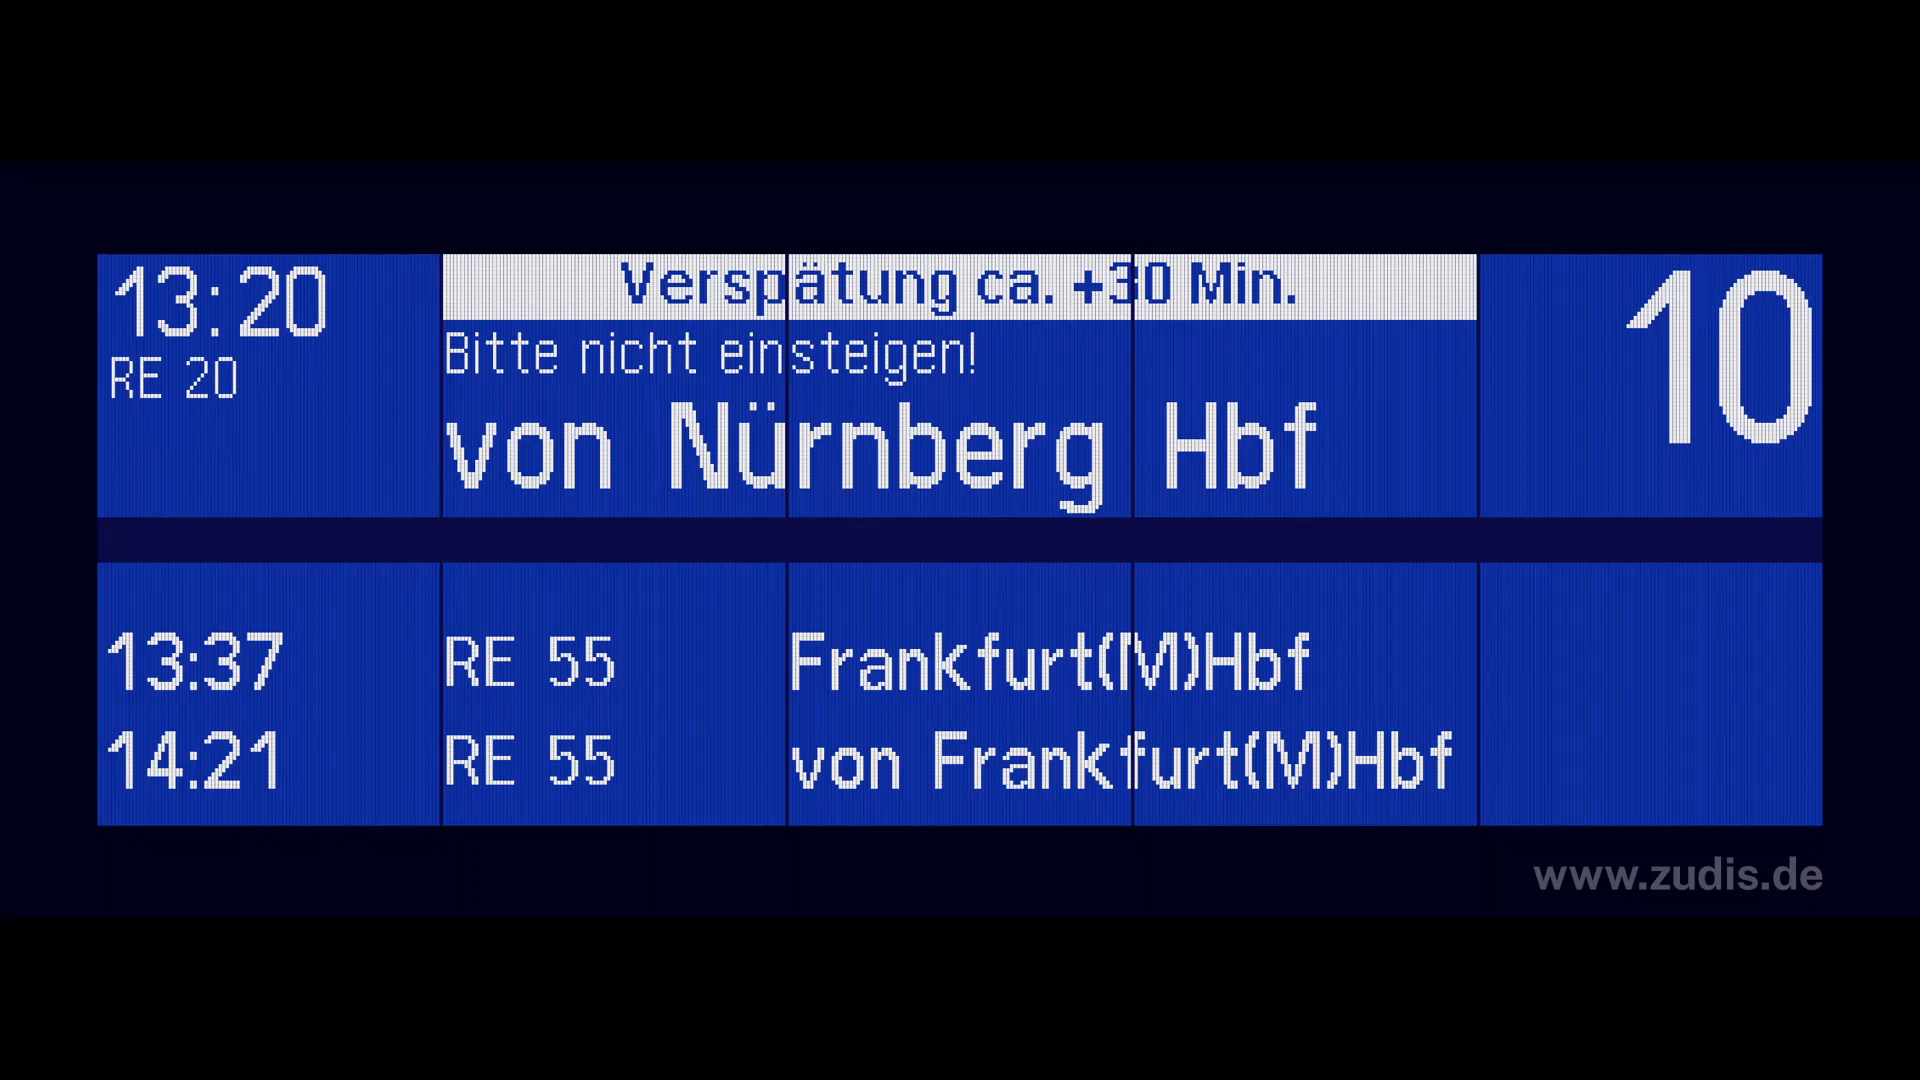 13:20
Verspätung ca. +30 Min.
10
Bitte nicht einsteigen!
RE 20
von Nürnberg Hbf
13:37 RE 55 Frankfurt(M)Hbf
14:21 RE 55 von Frankfurt(M)Hbf
www.zudis.de